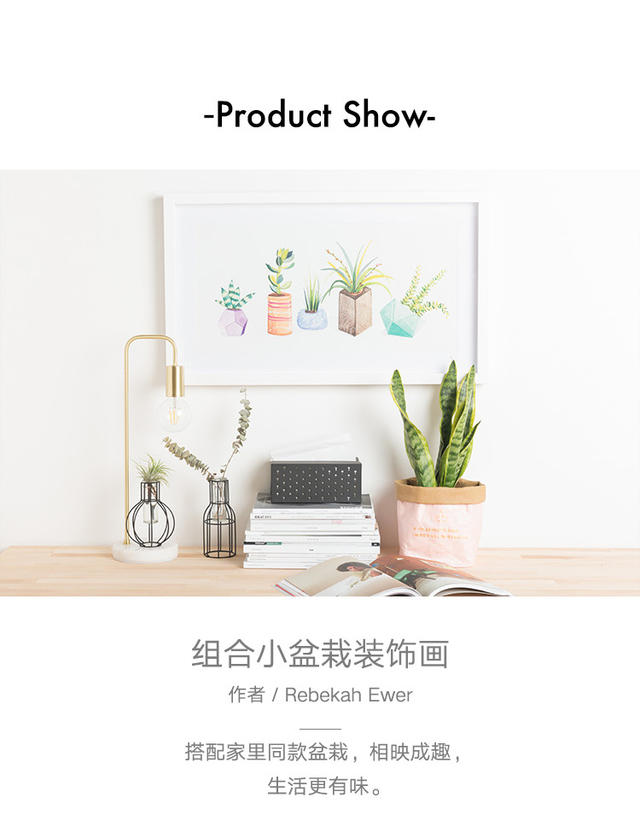 -Product Show-
组合小盆栽装饰画
作者 / Rebekah Ewer
搭配家里同款盆栽，相映成趣，
生活更有味。